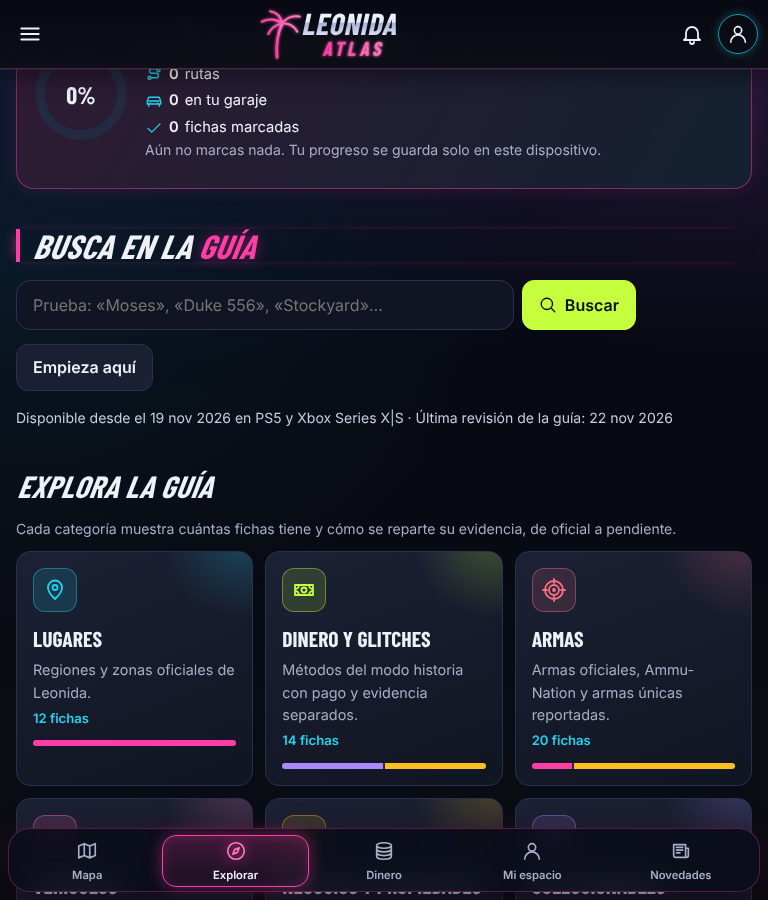 LEONIDA
ATLAS
0%
0 rutas
0 en tu garaje
0 fichas marcadas
Aún no marcas nada. Tu progreso se guarda solo en este dispositivo.
BUSCA EN LA GUÍA
Prueba: «Moses», «Duke 556», «Stockyard»...
Buscar
Empieza aquí
Disponible desde el 19 nov 2026 en PS5 y Xbox Series X|S · Última revisión de la guía: 22 nov 2026
EXPLORA LA GUÍA
Cada categoría muestra cuántas fichas tiene y cómo se reparte su evidencia, de oficial a pendiente.
LUGARES
Regiones y zonas oficiales de
Leonida.
12 fichas
DINERO Y GLITCHES
Métodos del modo historia
con pago y evidencia
separados.
14 fichas
ARMAS
Armas oficiales, Ammu-
Nation y armas únicas
reportadas.
20 fichas
Mapa
Explorar
Dinero
Mi espacio
Novedades